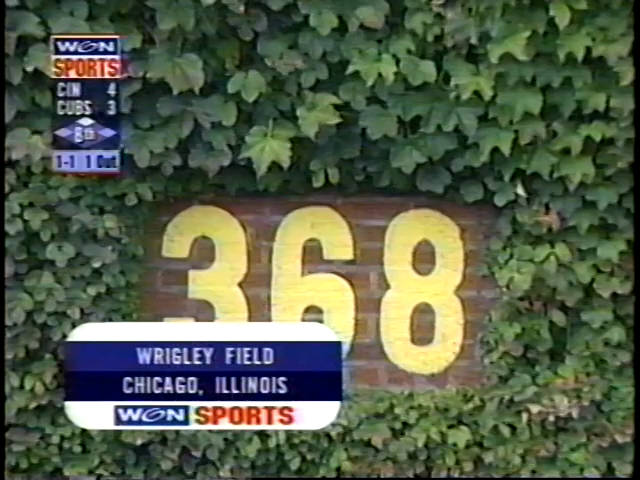 WGN
SPORTS
CIN 4
CUBS 3
8th
1-1 1 Out
368
WRIGLEY FIELD
CHICAGO, ILLINOIS
WGN SPORTS